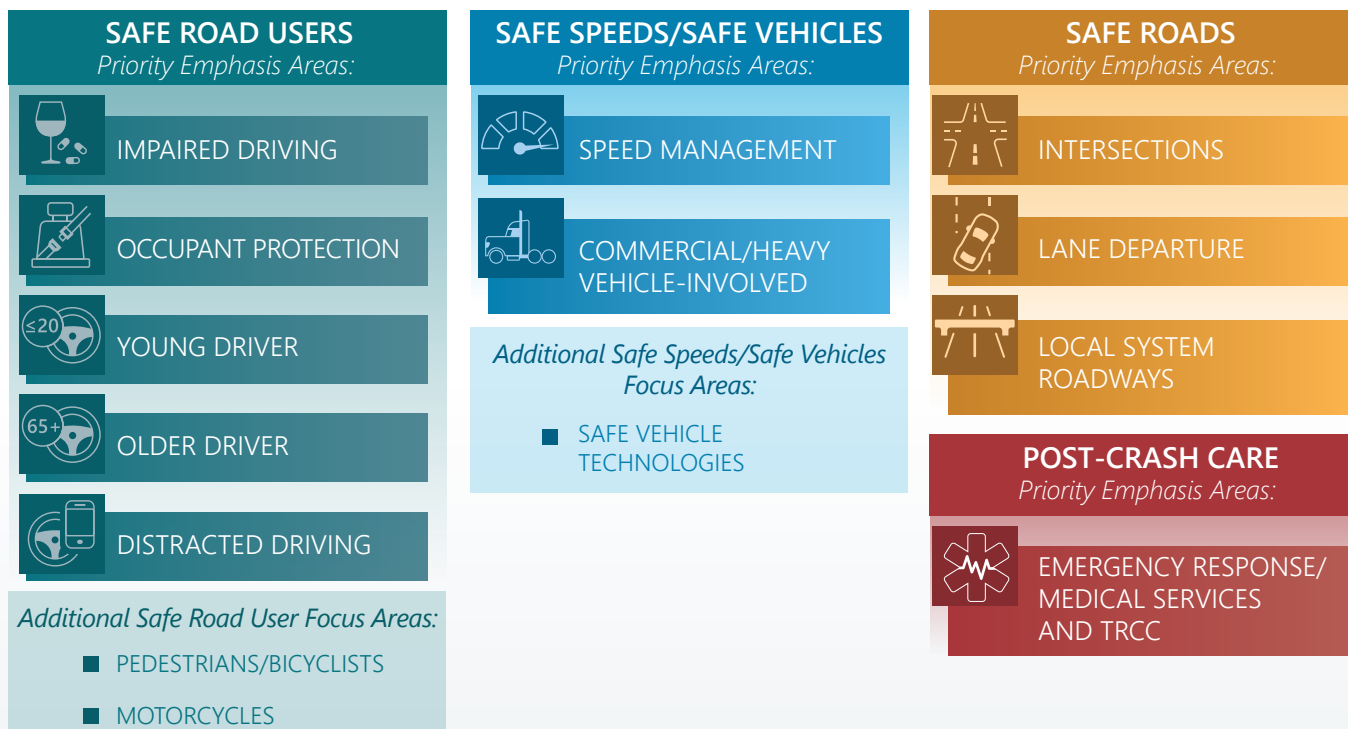 SAFE ROAD USERS
Priority Emphasis Areas:
IMPAIRED DRIVING
OCCUPANT PROTECTION
≤20
YOUNG DRIVER
65+
OLDER DRIVER
DISTRACTED DRIVING
Additional Safe Road User Focus Areas:
PEDESTRIANS/BICYCLISTS
MOTORCYCLES
SAFE SPEEDS/SAFE VEHICLES
Priority Emphasis Areas:
SPEED MANAGEMENT
COMMERCIAL/HEAVY
VEHICLE-INVOLVED
Additional Safe Speeds/Safe Vehicles
Focus Areas:
SAFE VEHICLE
TECHNOLOGIES
SAFE ROADS
Priority Emphasis Areas:
INTERSECTIONS
LANE DEPARTURE
LOCAL SYSTEM
ROADWAYS
POST-CRASH CARE
Priority Emphasis Areas:
EMERGENCY RESPONSE/
MEDICAL SERVICES
AND TRCC